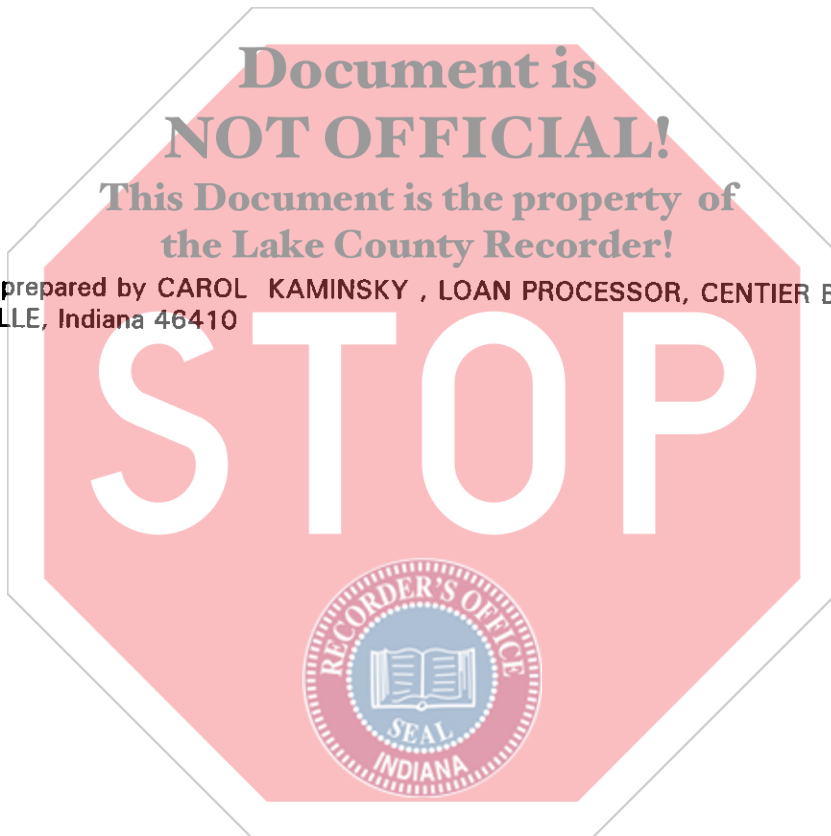 Document is
NOT OFFICIAL!
This Document is the property of
the Lake County Recorder!
prepared by CAROL KAMINSKY , LOAN PROCESSOR, CENTIER
LLE, Indiana 46410
STOP
RECORDER'S OFFICE
SEAL
INDIANA